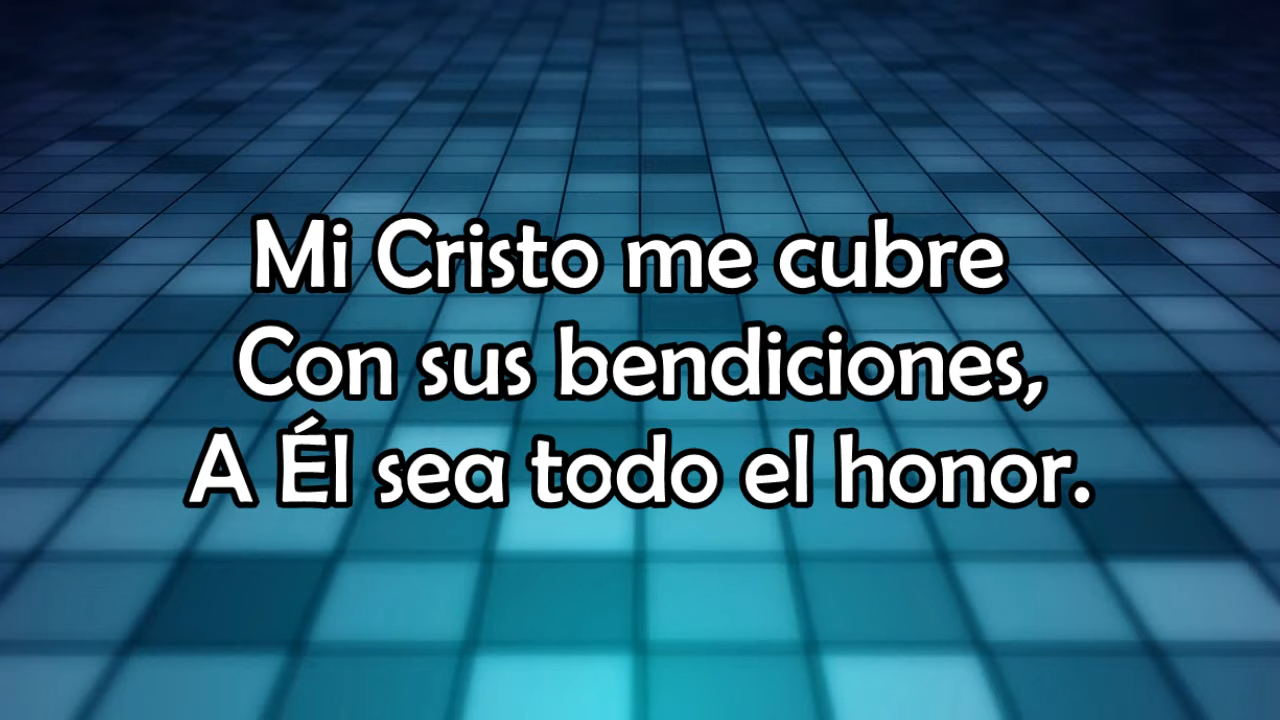 Mi Cristo me cubre
Con sus bendiciones,
A Él sea todo el honor.